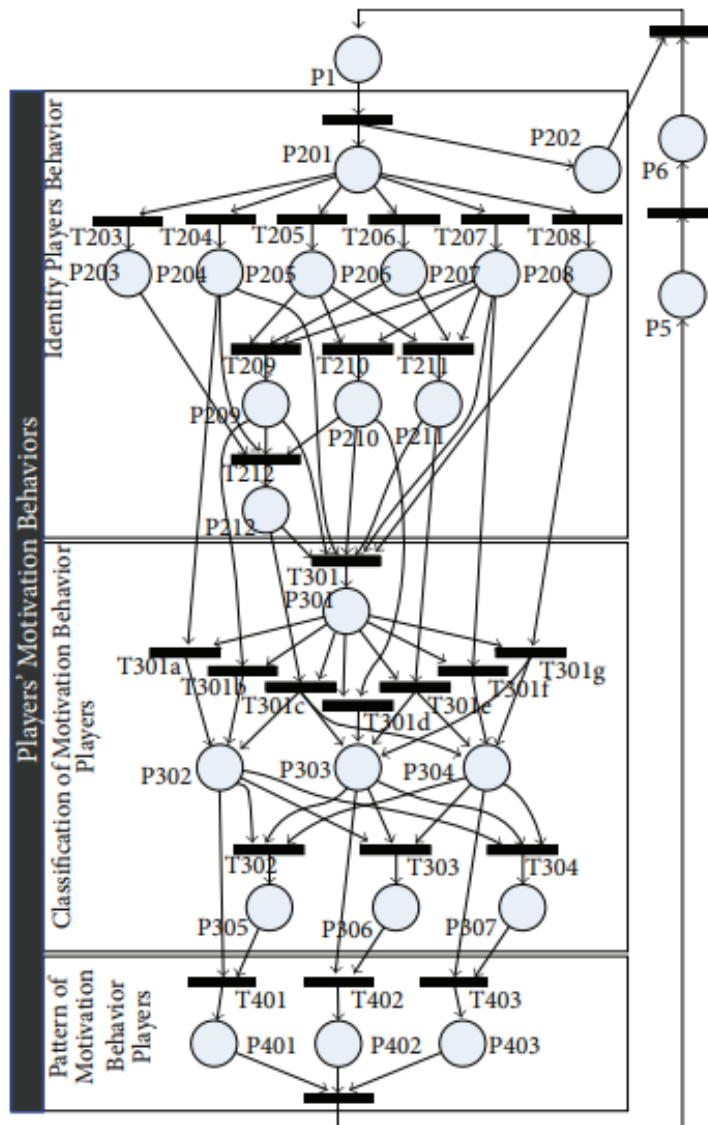 P1
P202
P201
P6
T203
T204
T205
T206
T207
T208
P203
P204
P205
P206
P207
P208
P5
T209
T210
T211
P209
P210
P211
T212
P212
T301
P301
T301a
T301b
T301c
T301d
T301e
T301f
T301g
P302
P303
P304
T302
T303
T304
P305
P306
P307
T401
T402
T403
P401
P402
P403
Players' Motivation Behaviors
Identify Players Behavior
Classification of Motivation Behavior
Players
Pattern of
Motivation
Behavior
Players